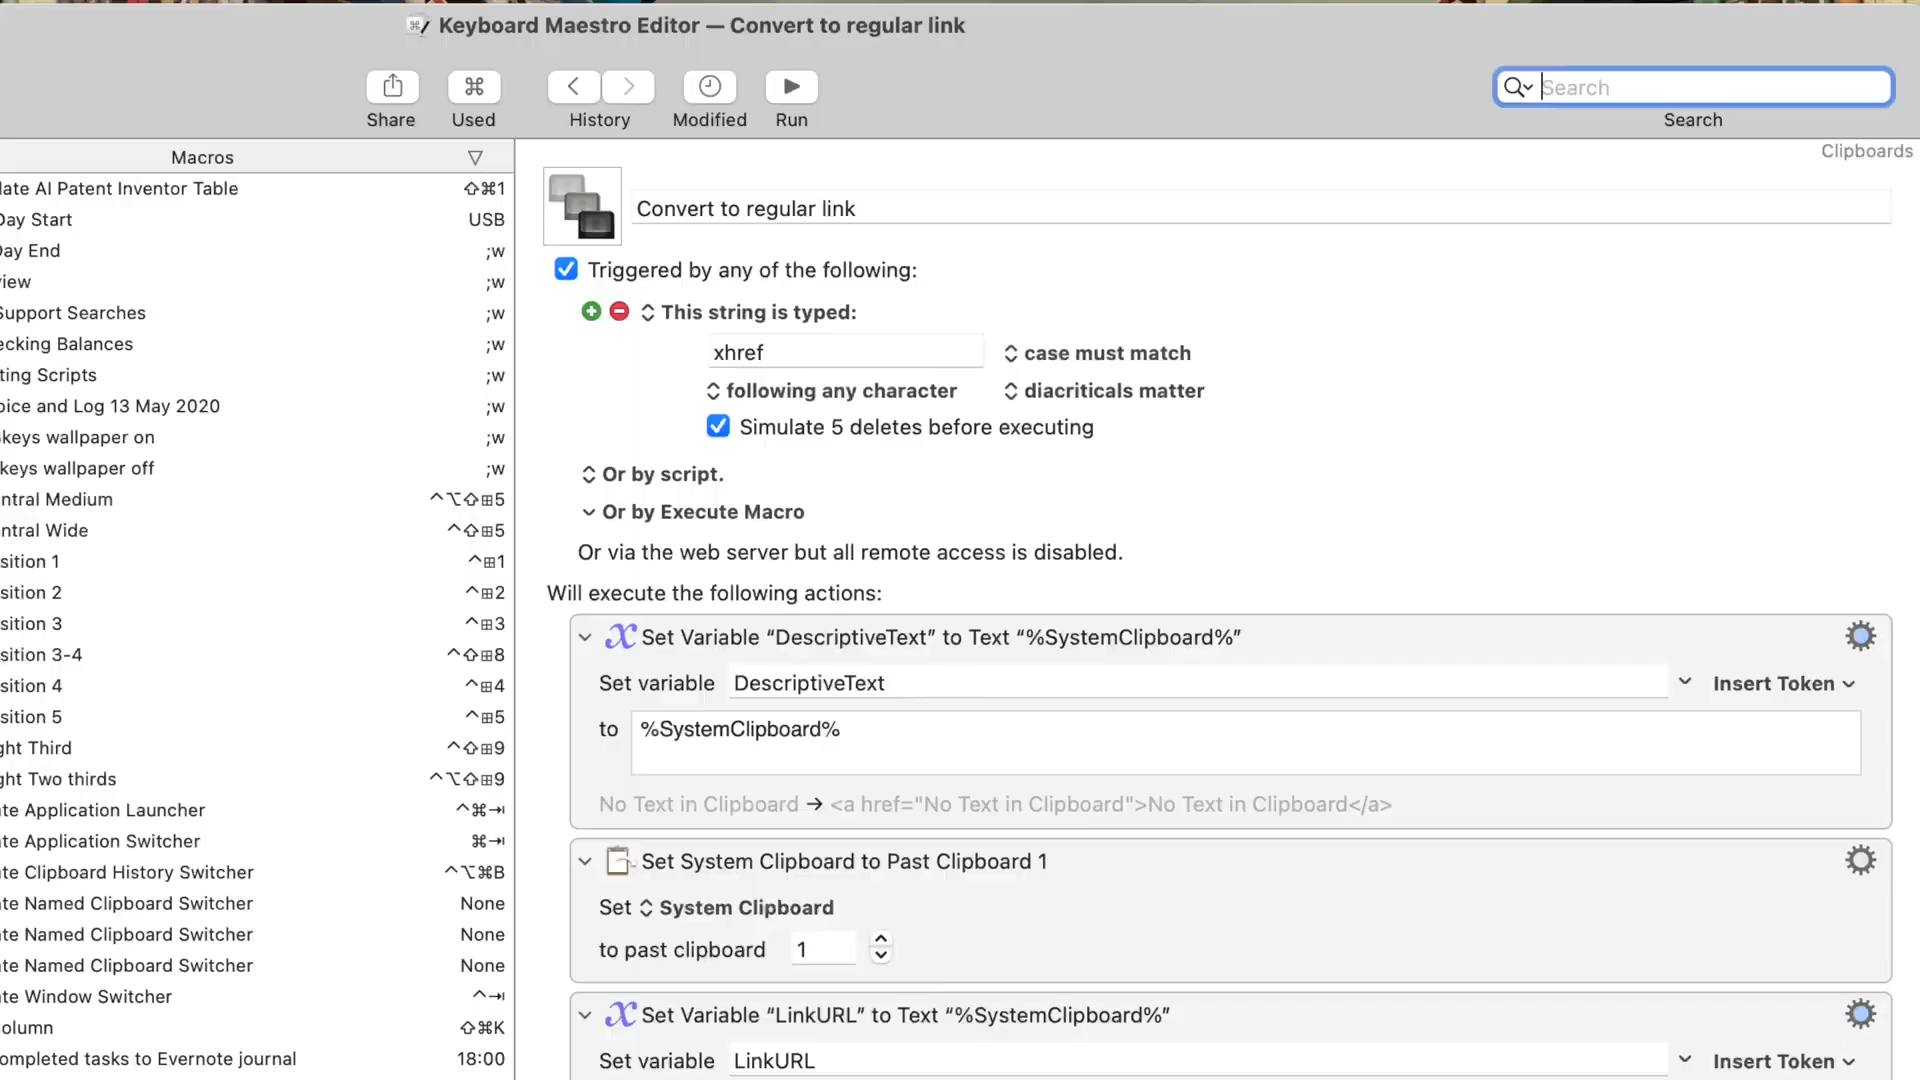 Keyboard Maestro Editor — Convert to regular link
Share
Used
History
Modified
Run
Search
Search
Macros
late AI Patent Inventor Table ⇧⌘1
Day Start USB
Day End ;w
view ;w
Support Searches ;w
ecking Balances ;w
ting Scripts ;w
oice and Log 13 May 2020 ;w
keys wallpaper on ;w
keys wallpaper off ;w
ntral Medium ^⌥⇧⊞5
ntral Wide ^⇧⊞5
sition 1 ^⊞1
sition 2 ^⊞2
sition 3 ^⊞3
sition 3-4 ^⇧⊞8
sition 4 ^⊞4
sition 5 ^⊞5
ght Third ^⇧⊞9
ght Two thirds ^⌥⇧⊞9
te Application Launcher ^⌘⇥
te Application Switcher ⌘⇥
te Clipboard History Switcher ^⌥⌘B
te Named Clipboard Switcher None
te Named Clipboard Switcher None
te Named Clipboard Switcher None
te Window Switcher ^⇥
olumn ⇧⌘K
ompleted tasks to Evernote journal 18:00
Clipboards
Convert to regular link
Triggered by any of the following:
This string is typed:
xhref case must match
following any character diacriticals matter
Simulate 5 deletes before executing
Or by script.
Or by Execute Macro
Or via the web server but all remote access is disabled.
Will execute the following actions:
Set Variable “DescriptiveText” to Text “%SystemClipboard%”
Set variable DescriptiveText Insert Token
to %SystemClipboard%
No Text in Clipboard → <a href="No Text in Clipboard">No Text in Clipboard</a>
Set System Clipboard to Past Clipboard 1
Set System Clipboard
to past clipboard 1
Set Variable “LinkURL” to Text “%SystemClipboard%”
Set variable LinkURL Insert Token